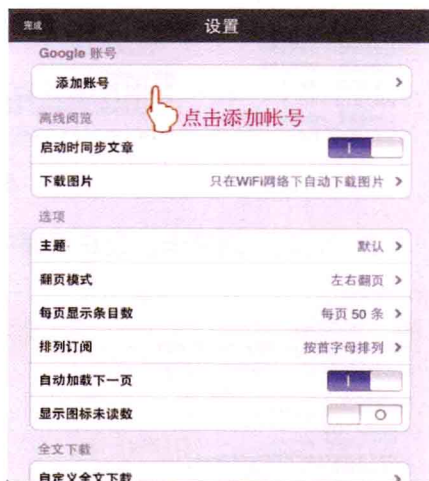 完成
设置
Google 账号
添加账号
点击添加帐号
离线阅览
启动时同步文章
下载图片 只在WiFi网络下自动下载图片
选项
主题 默认
翻页模式 左右翻页
每页显示条目数 每页 50 条
排列订阅 按首字母排列
自动加载下一页
显示图标未读数
全文下载
自定义全文下载